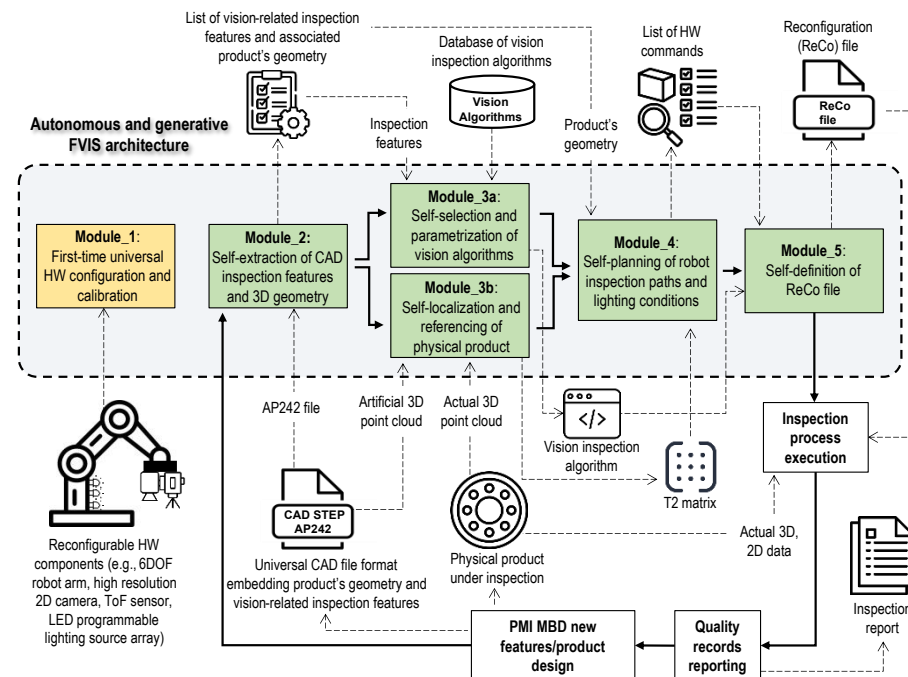 List of vision-related inspection
features and associated
product's geometry
Database of vision
inspection algorithms
Vision
Algorithms
List of HW
commands
Reconfiguration
(ReCo) file
ReCo
file
Autonomous and generative
FVIS architecture
Inspection
features
Product's
geometry
Module_1:
First-time universal
HW configuration and
calibration
Module_2:
Self-extraction of CAD
inspection features
and 3D geometry
Module_3a:
Self-selection and
parametrization of
vision algorithms
Module_3b:
Self-localization and
referencing of
physical product
Module_4:
Self-planning of robot
inspection paths and
lighting conditions
Module_5:
Self-definition of
ReCo file
AP242 file
Artificial 3D
point cloud
Actual 3D
point cloud
</>
Vision inspection
algorithm
T2 matrix
Inspection
process
execution
CAD STEP
AP242
Universal CAD file format
embedding product's geometry and
vision-related inspection features
Physical product
under inspection
Actual 3D,
2D data
Reconfigurable HW
components (e.g., 6DOF
robot arm, high resolution
2D camera, ToF sensor,
LED programmable
lighting source array)
Inspection
report
PMI MBD new
features/product
design
Quality
records
reporting